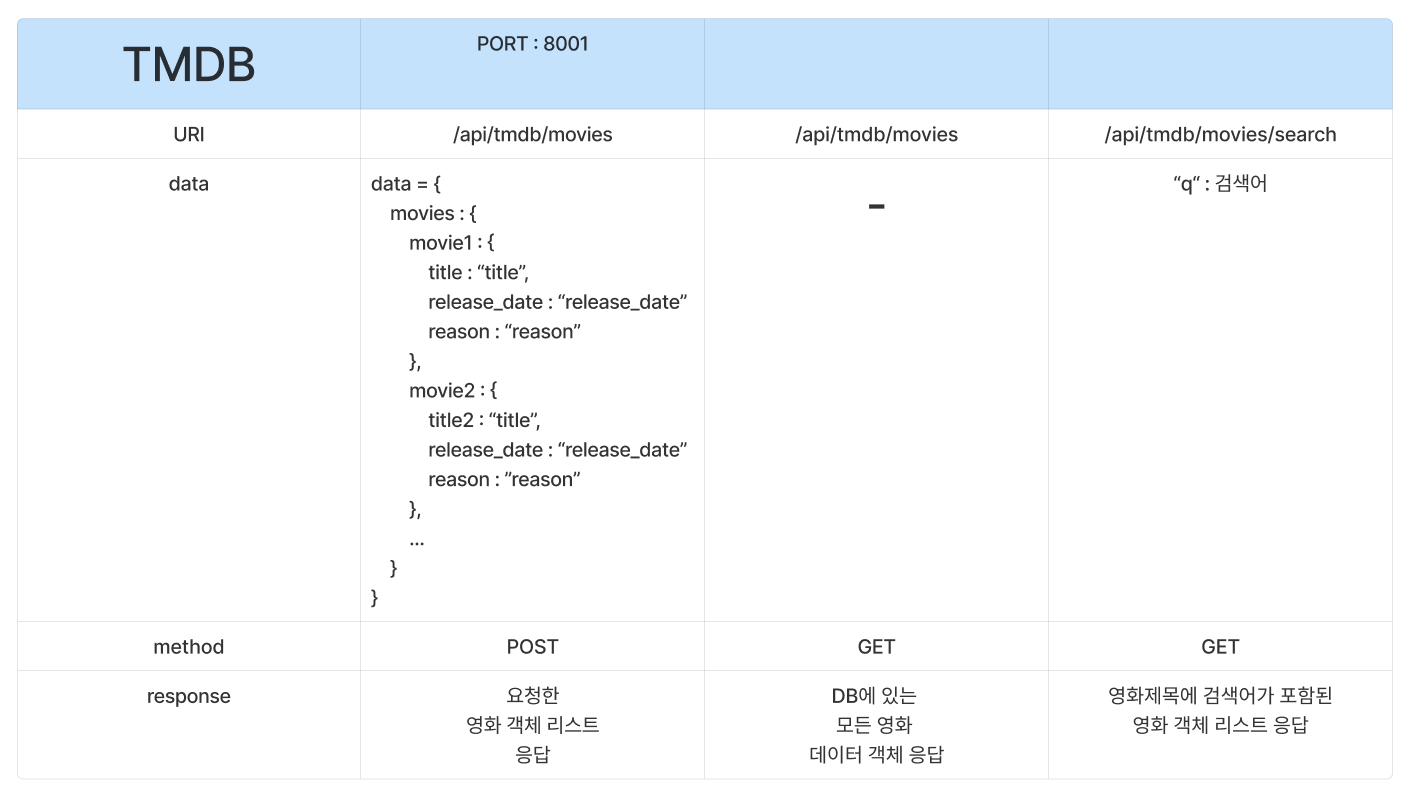 TMDB
PORT : 8001
URI
/api/tmdb/movies
/api/tmdb/movies
/api/tmdb/movies/search
data
data = {
movies : {
movie1 : {
title : “title”,
release_date : “release_date”
reason : “reason”
},
movie2 : {
title2 : “title”,
release_date : “release_date”
reason : ”reason”
},
...
}
}
-
“q“ : 검색어
method
POST
GET
GET
response
요청한
영화 객체 리스트
응답
DB에 있는
모든 영화
데이터 객체 응답
영화제목에 검색어가 포함된
영화 객체 리스트 응답